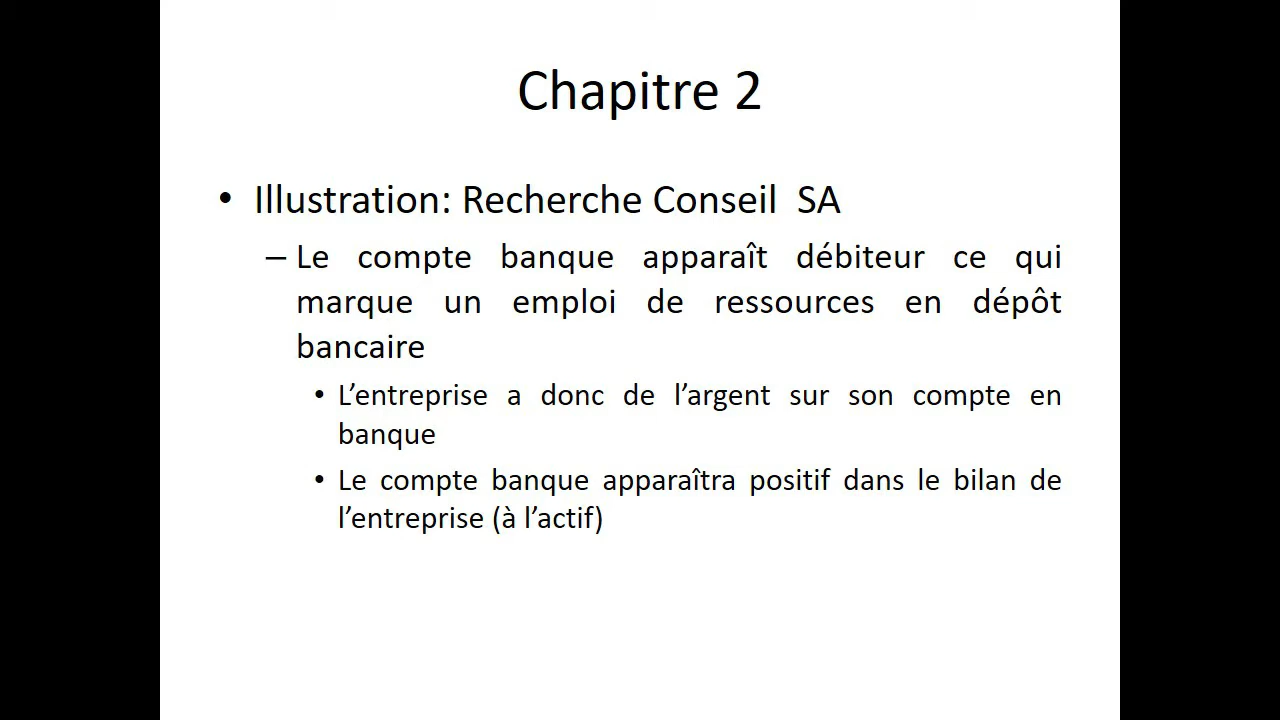 Chapitre 2
• Illustration: Recherche Conseil SA
– Le compte banque apparaît débiteur ce qui
marque un emploi de ressources en dépôt
bancaire
• L’entreprise a donc de l’argent sur son compte en
banque
• Le compte banque apparaîtra positif dans le bilan de
l’entreprise (à l’actif)